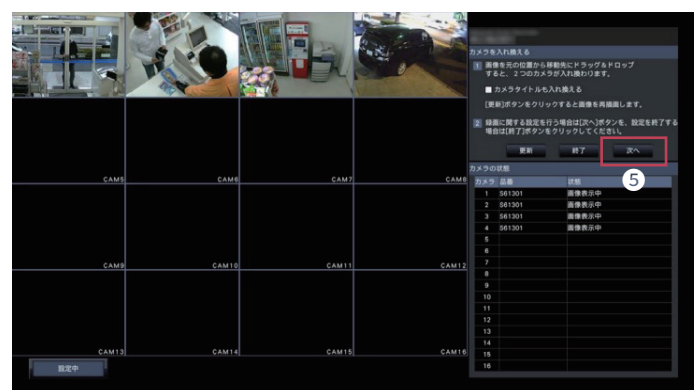 カメラを入れ換える
1 画像を元の位置から移動先にドラッグ&ドロップ
すると、2つのカメラが入れ換わります。
カメラタイトルも入れ換える
[更新]ボタンをクリックすると画像を再描画します。
2 録画に関する設定を行う場合は[次へ]ボタンを、設定を終了する
場合は[終了]ボタンをクリックしてください。
更新 終了 次へ
5
カメラの状態
カメラ 品番 状態
1 S61301 画像表示中
2 S61301 画像表示中
3 S61301 画像表示中
4 S61301 画像表示中
5
6
7
8
9
10
11
12
13
14
15
16
CAM5 CAM6 CAM7 CAM8
CAM9 CAM10 CAM11 CAM12
CAM13 CAM14 CAM15 CAM16
設定中